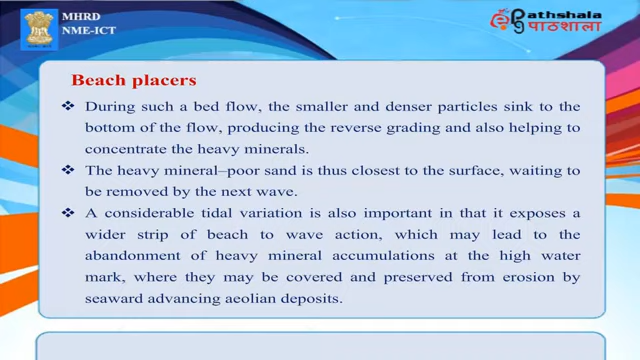 MHRD
NME-ICT
Pathshala
पाठशाला
Beach placers
❖ During such a bed flow, the smaller and denser particles sink to the
bottom of the flow, producing the reverse grading and also helping to
concentrate the heavy minerals.
❖ The heavy mineral–poor sand is thus closest to the surface, waiting to
be removed by the next wave.
❖ A considerable tidal variation is also important in that it exposes a
wider strip of beach to wave action, which may lead to the
abandonment of heavy mineral accumulations at the high water
mark, where they may be covered and preserved from erosion by
seaward advancing aeolian deposits.